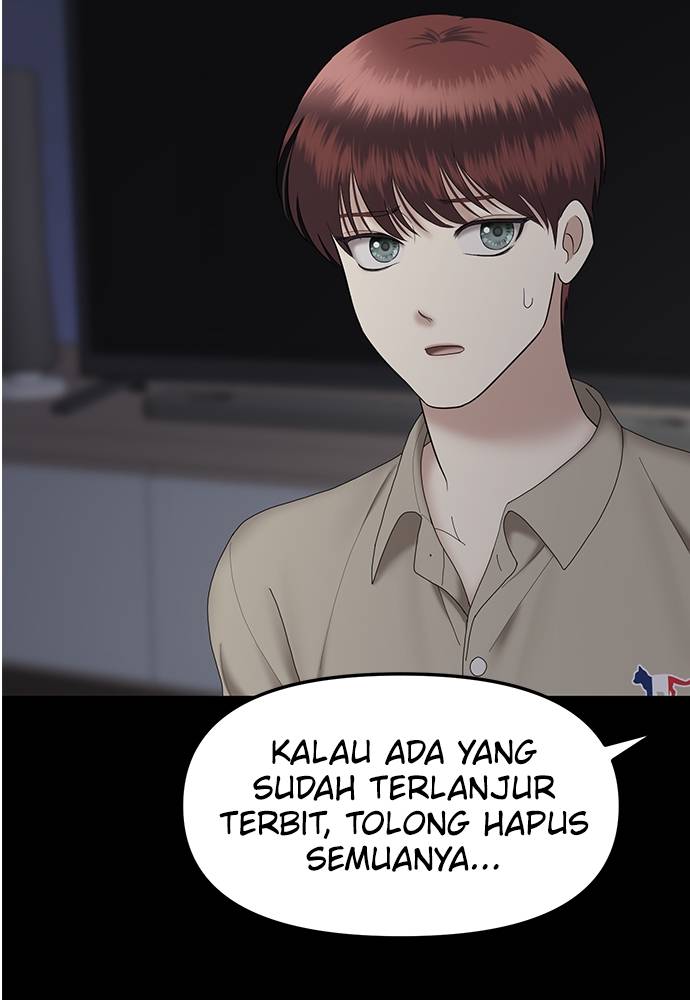 KALAU ADA YANG
SUDAH TERLANJUR
TERBIT, TOLONG HAPUS
SEMUANYA...